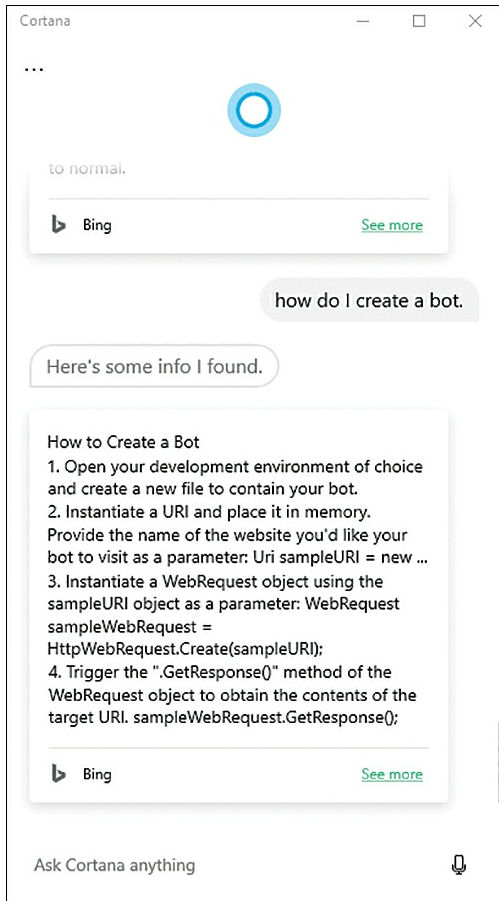 Cortana
...
to normal.
Bing
See more
how do I create a bot.
Here's some info I found.
How to Create a Bot
1. Open your development environment of choice
and create a new file to contain your bot.
2. Instantiate a URI and place it in memory.
Provide the name of the website you'd like your
bot to visit as a parameter: Uri sampleURI = new ...
3. Instantiate a WebRequest object using the
sampleURI object as a parameter: WebRequest
sampleWebRequest =
HttpWebRequest.Create(sampleURI);
4. Trigger the ".GetResponse()" method of the
WebRequest object to obtain the contents of the
target URI. sampleWebRequest.GetResponse();
Bing
See more
Ask Cortana anything